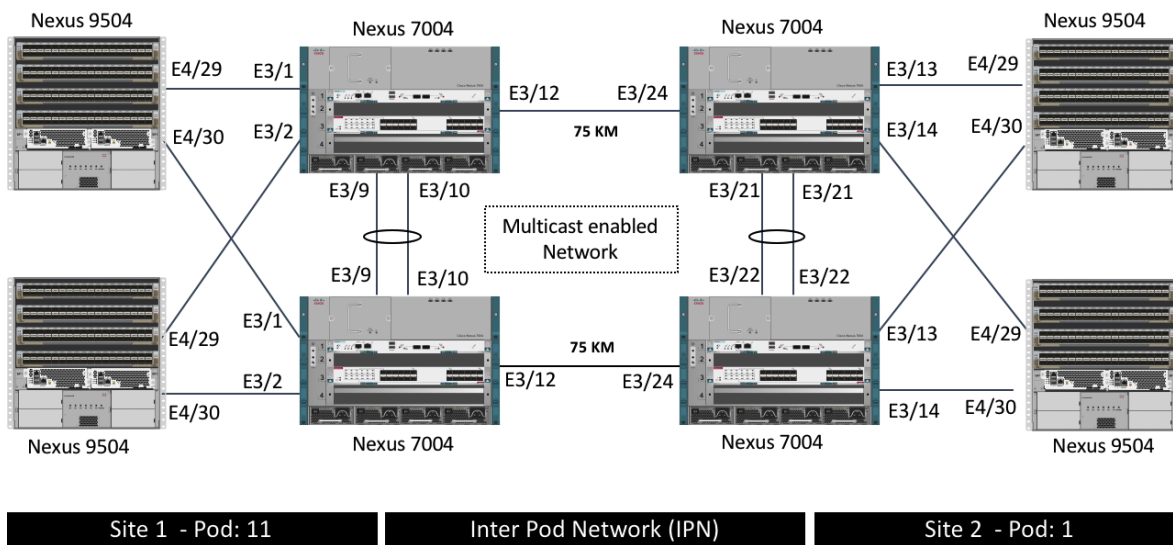 Nexus 9504
Nexus 7004
Nexus 7004
Nexus 9504
E4/29
E3/1
E3/12
E3/24
E3/13
E4/29
E4/30
E3/2
75 KM
E3/14
E4/30
E3/9
E3/10
E3/21
E3/21
Multicast enabled
Network
E3/9
E3/10
E3/22
E3/22
E4/29
E3/1
75 KM
E3/13
E4/29
E4/30
E3/2
E3/12
E3/24
E3/14
E4/30
Nexus 9504
Nexus 7004
Nexus 7004
Nexus 9504
Site 1 - Pod: 11
Inter Pod Network (IPN)
Site 2 - Pod: 1